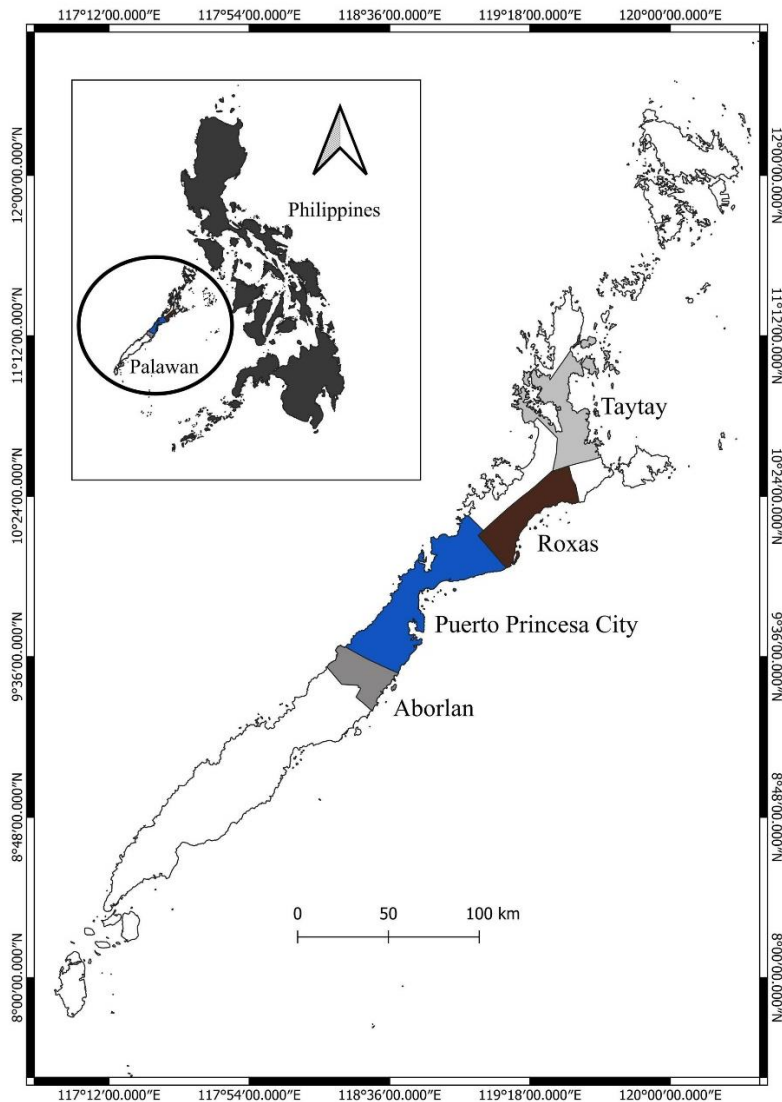 117°12′00.000″E 117°54′00.000″E 118°36′00.000″E 119°18′00.000″E 120°00′00.000″E
12°00′00.000″N 12°00′00.000″N
Philippines
11°12′00.000″N 11°12′00.000″N
Palawan
Taytay
10°24′00.000″N 10°24′00.000″N
Roxas
Puerto Princesa City
9°36′00.000″N 9°36′00.000″N
Aborlan
8°48′00.000″N 8°48′00.000″N
0 50 100 km
8°00′00.000″N 8°00′00.000″N
117°12′00.000″E 117°54′00.000″E 118°36′00.000″E 119°18′00.000″E 120°00′00.000″E